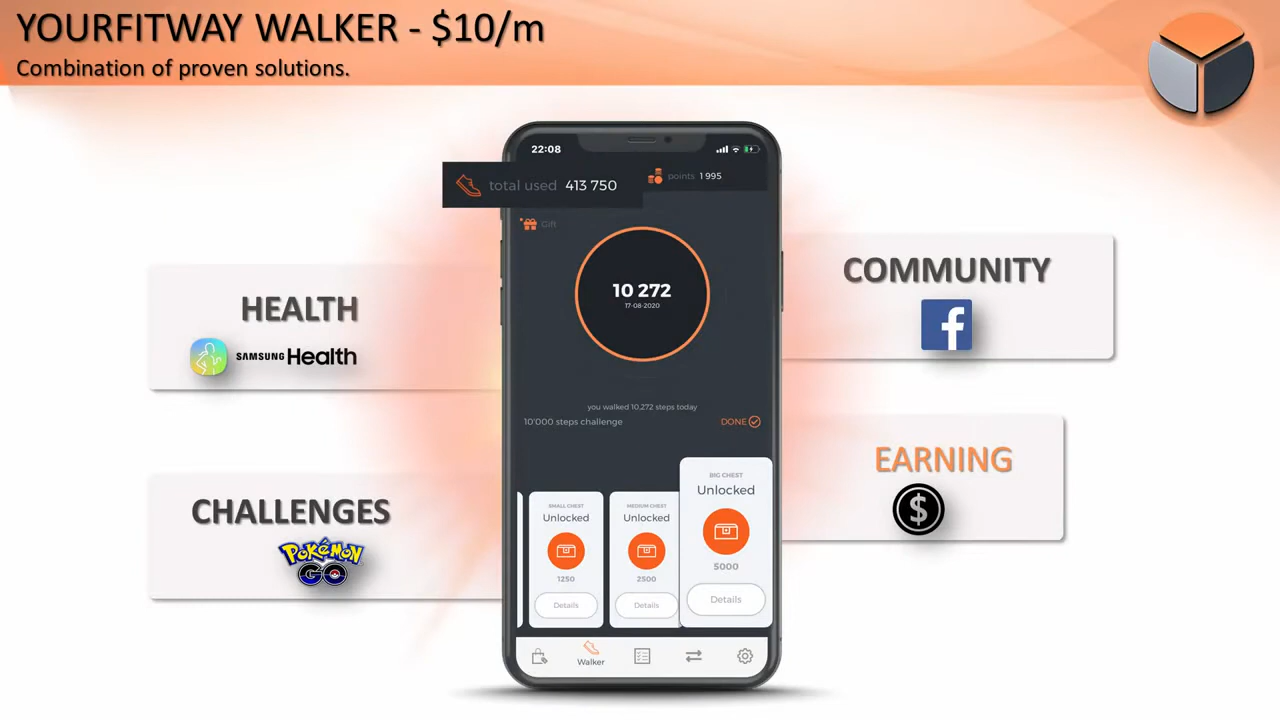 YOURFITWAY WALKER - $10/m
Combination of proven solutions.
22:08
total used 413 750
points 1 995
Gift
10 272
17-08-2020
you walked 10,272 steps today
10'000 steps challenge DONE
SMALL CHEST
Unlocked
1250
Details
MEDIUM CHEST
Unlocked
2500
Details
BIG CHEST
Unlocked
5000
Details
Walker
HEALTH
SAMSUNG Health
CHALLENGES
POKÉMON
GO
COMMUNITY
f
EARNING
$